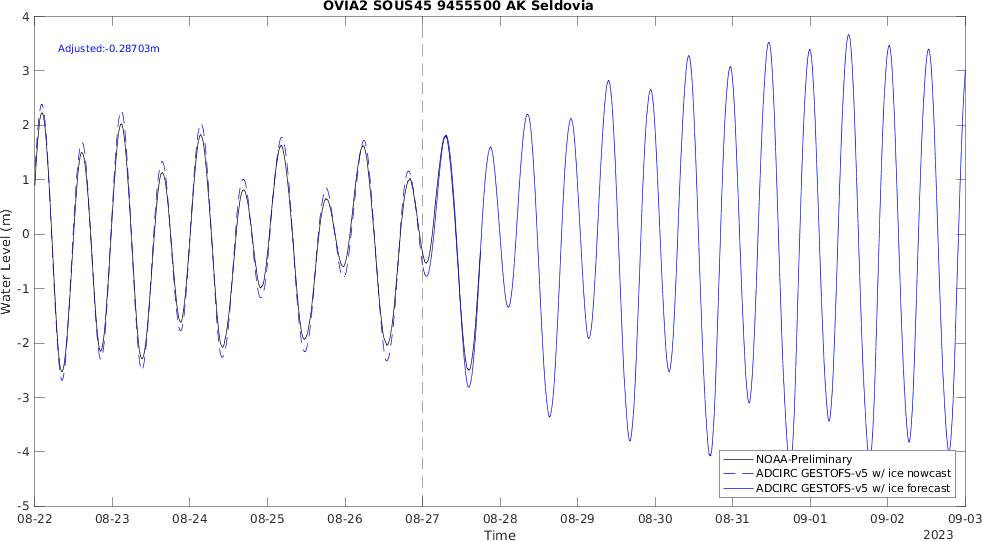 OVIA2 SOUS45 9455500 AK Seldovia
Adjusted:-0.28703m
4
3
2
1
0
-1
-2
-3
-4
-5
Water Level (m)
NOAA-Preliminary
ADCIRC GESTOFS-v5 w/ ice nowcast
ADCIRC GESTOFS-v5 w/ ice forecast
08-22 08-23 08-24 08-25 08-26 08-27 08-28 08-29 08-30 08-31 09-01 09-02 09-03
Time
2023